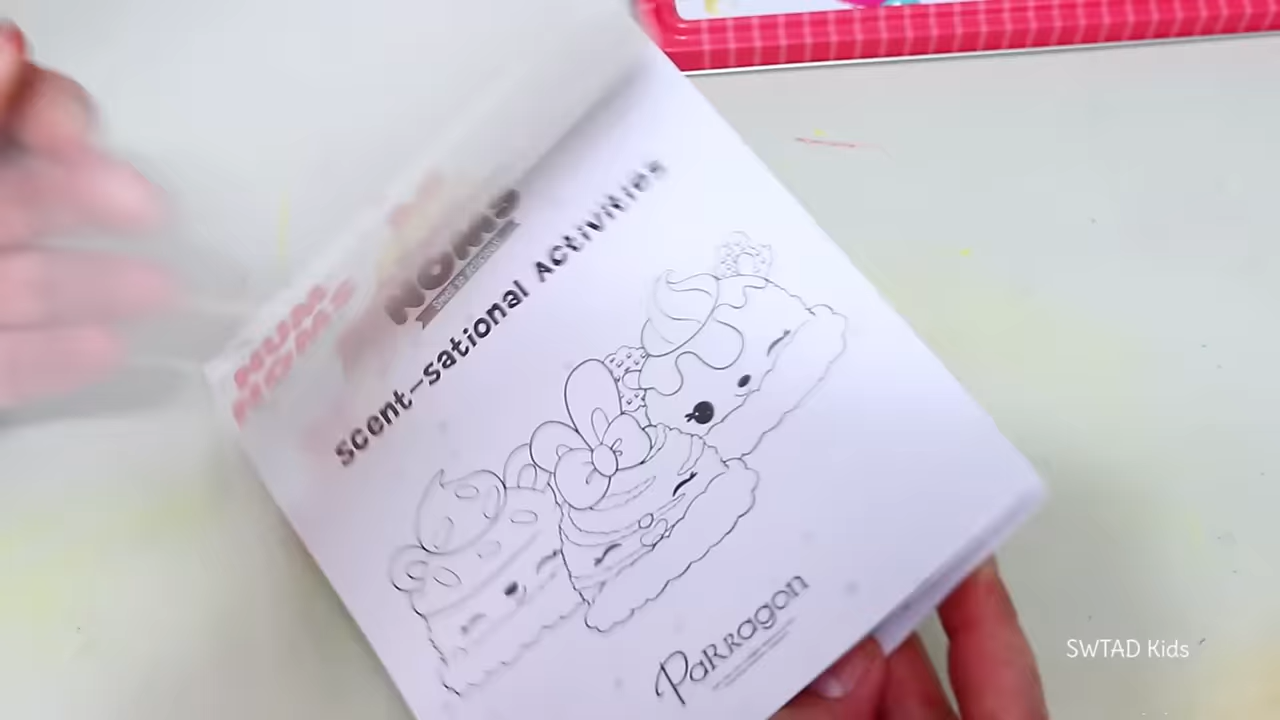 NUM
NOMS
NOMS
Scent-sational Activities
PaRRagon
SWTAD Kids